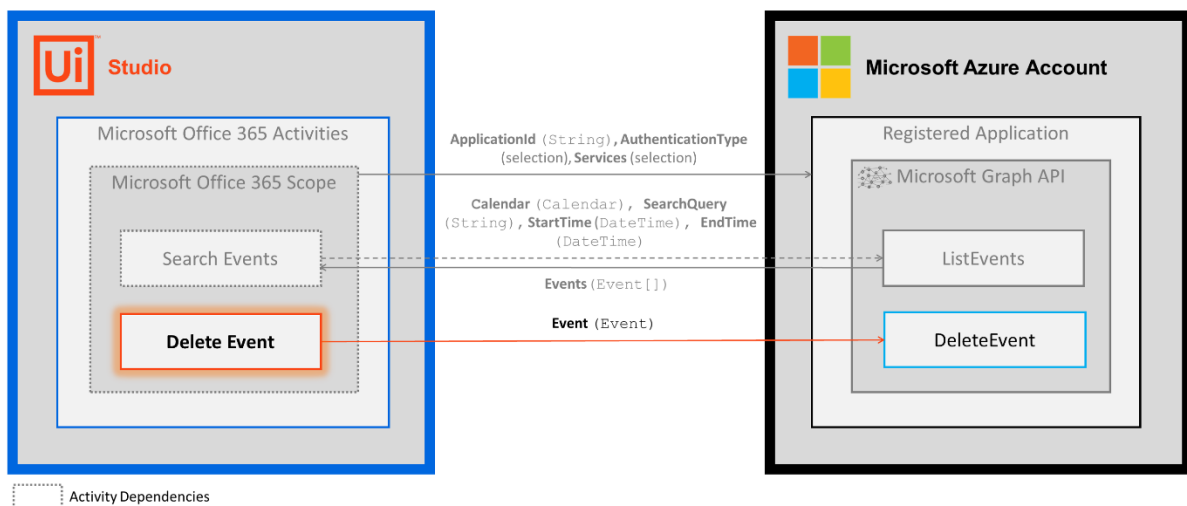 Ui Studio
Microsoft Azure Account
Microsoft Office 365 Activities
Registered Application
ApplicationId (String), AuthenticationType
(selection), Services (selection)
Microsoft Office 365 Scope
Microsoft Graph API
Calendar (Calendar), SearchQuery
(String), StartTime (DateTime), EndTime
(DateTime)
Search Events
ListEvents
Events (Event[])
Event (Event)
Delete Event
DeleteEvent
Activity Dependencies